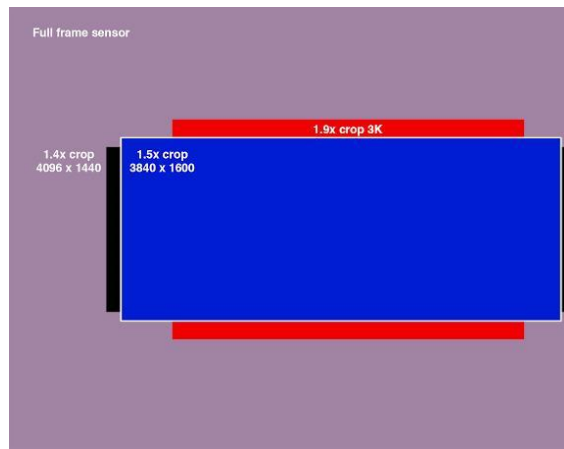 Full frame sensor
1.9x crop 3K
1.4x crop
4096 x 1440
1.5x crop
3840 x 1600